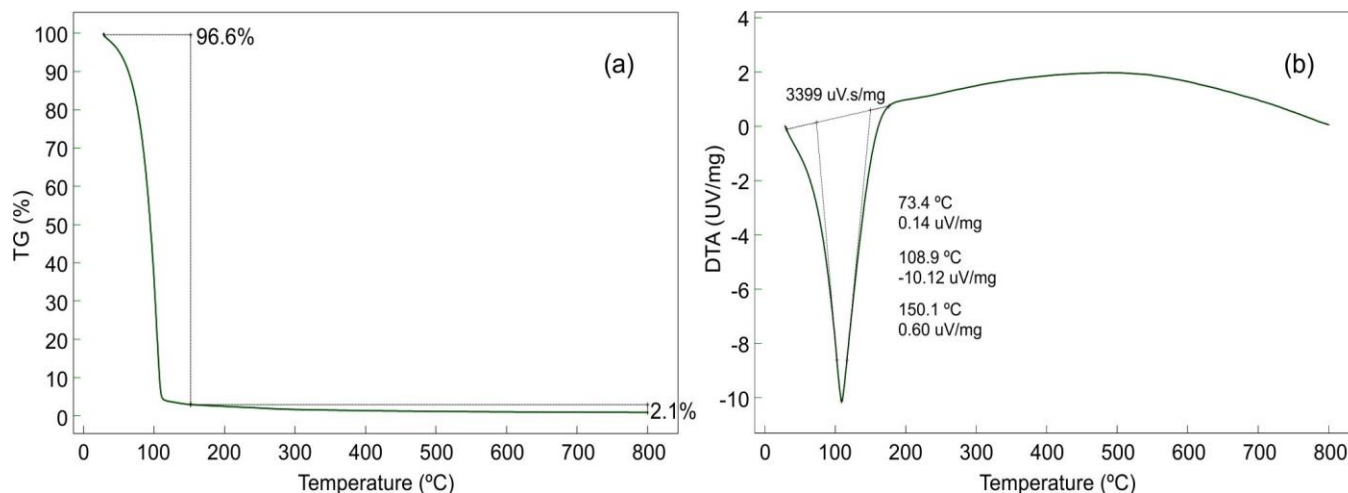 (a)
96.6%
2.1%
TG (%)
100
90
80
70
60
50
40
30
20
10
0
0 100 200 300 400 500 600 700 800
Temperature (ºC)
(b)
3399 uV.s/mg
73.4 ºC
0.14 uV/mg
108.9 ºC
-10.12 uV/mg
150.1 ºC
0.60 uV/mg
DTA (UV/mg)
4
2
0
-2
-4
-6
-8
-10
0 100 200 300 400 500 600 700 800
Temperature (ºC)